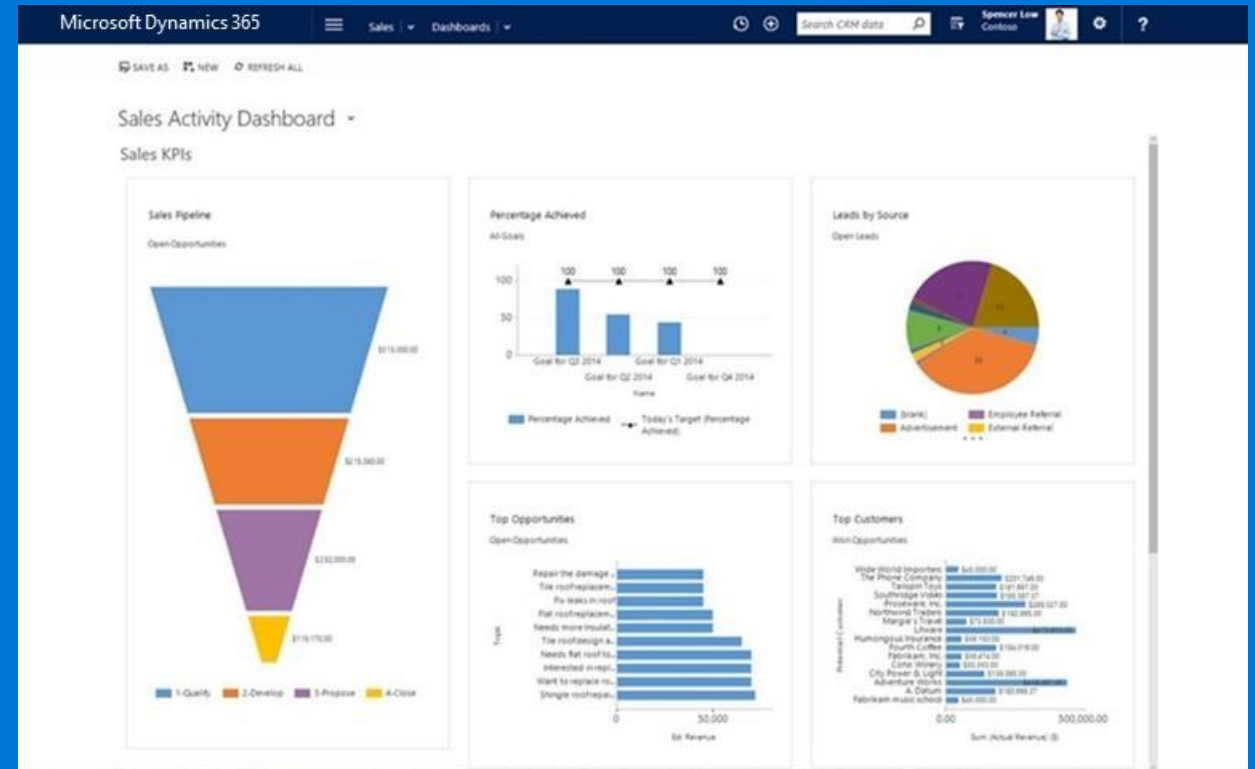 Microsoft Dynamics 365
Sales
Dashboards
Search CRM data
Spencer Low
Contoso
?
SAVE AS NEW REFRESH ALL
Sales Activity Dashboard
Sales KPIs
Sales Pipeline
Open Opportunities
$219,360.00
$232,000.00
1-Qualify 2-Develop 3-Propose 4-Close
Percentage Achieved
All Goals
100 100 100 100
100
50
0
Goal for Q3 2014 Goal for Q1 2014
Goal for Q2 2014 Goal for Q4 2014
Name
Percentage Achieved Today's Target (Percentage
Achieved)
Leads by Source
Open Leads
(blank) Employee Referral
Advertisement External Referral
Top Opportunities
Open Opportunities
Repair the damage ..
Tile roof replacem..
Fix leaks in roof
Flat roof replacem..
Needs more insulat..
Tile roof design a..
Needs flat roof to..
Interested in repl..
Want to replace ro..
Shingle roof repai..
Topic
0 50,000
Est. Revenue
Top Customers
Won Opportunities
Wide World Importers
The Phone Company
Tailspin Toys
Southridge Video
Proseware, Inc.
Northwind Traders
Margie's Travel
Litware
Humongous Insurance
Fourth Coffee
Fabrikam, Inc.
Coho Winery
City Power & Light
Adventure Works
A. Datum
Fabrikam music school
Potential Customer
0.00 500,000.00
Sum (Actual Revenue) ($)